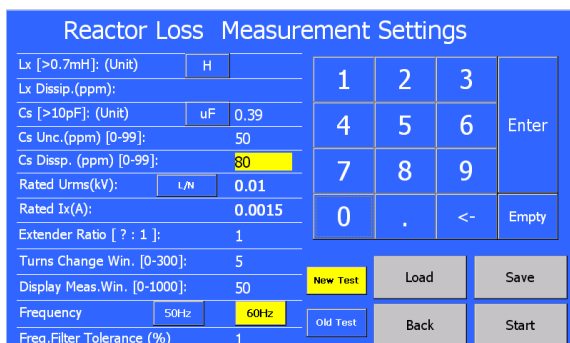 Reactor Loss Measurement Settings
Lx [>0.7mH]: (Unit) H
Lx Dissip.(ppm):
Cs [>10pF]: (Unit) uF 0.39
Cs Unc.(ppm) [0-99]: 50
Cs Dissp. (ppm) [0-99]: 80
Rated Urms(kV): L/N 0.01
Rated Ix(A): 0.0015
Extender Ratio [ ? : 1 ]: 1
Turns Change Win. [0-300]: 5
Display Meas.Win. [0-1000]: 50
Frequency 50Hz 60Hz
Freq.Filter Tolerance (%) 1
1 2 3
4 5 6 Enter
7 8 9
0 . <- Empty
New Test Load Save
Old Test Back Start